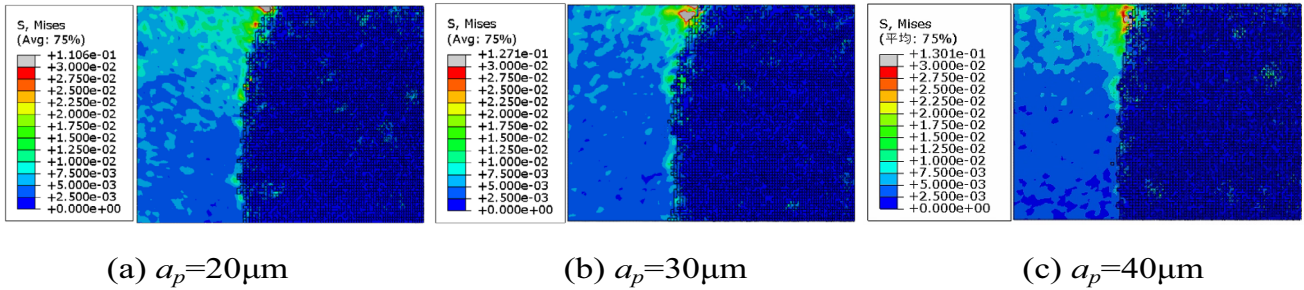 S, Mises
(Avg: 75%)
+1.106e-01
+3.000e-02
+2.750e-02
+2.500e-02
+2.250e-02
+2.000e-02
+1.750e-02
+1.500e-02
+1.250e-02
+1.000e-02
+7.500e-03
+5.000e-03
+2.500e-03
+0.000e+00
S, Mises
(Avg: 75%)
+1.271e-01
+3.000e-02
+2.750e-02
+2.500e-02
+2.250e-02
+2.000e-02
+1.750e-02
+1.500e-02
+1.250e-02
+1.000e-02
+7.500e-03
+5.000e-03
+2.500e-03
+0.000e+00
S, Mises
(平均: 75%)
+1.301e-01
+3.000e-02
+2.750e-02
+2.500e-02
+2.250e-02
+2.000e-02
+1.750e-02
+1.500e-02
+1.250e-02
+1.000e-02
+7.500e-03
+5.000e-03
+2.500e-03
+0.000e+00
(a) ap=20μm
(b) ap=30μm
(c) ap=40μm